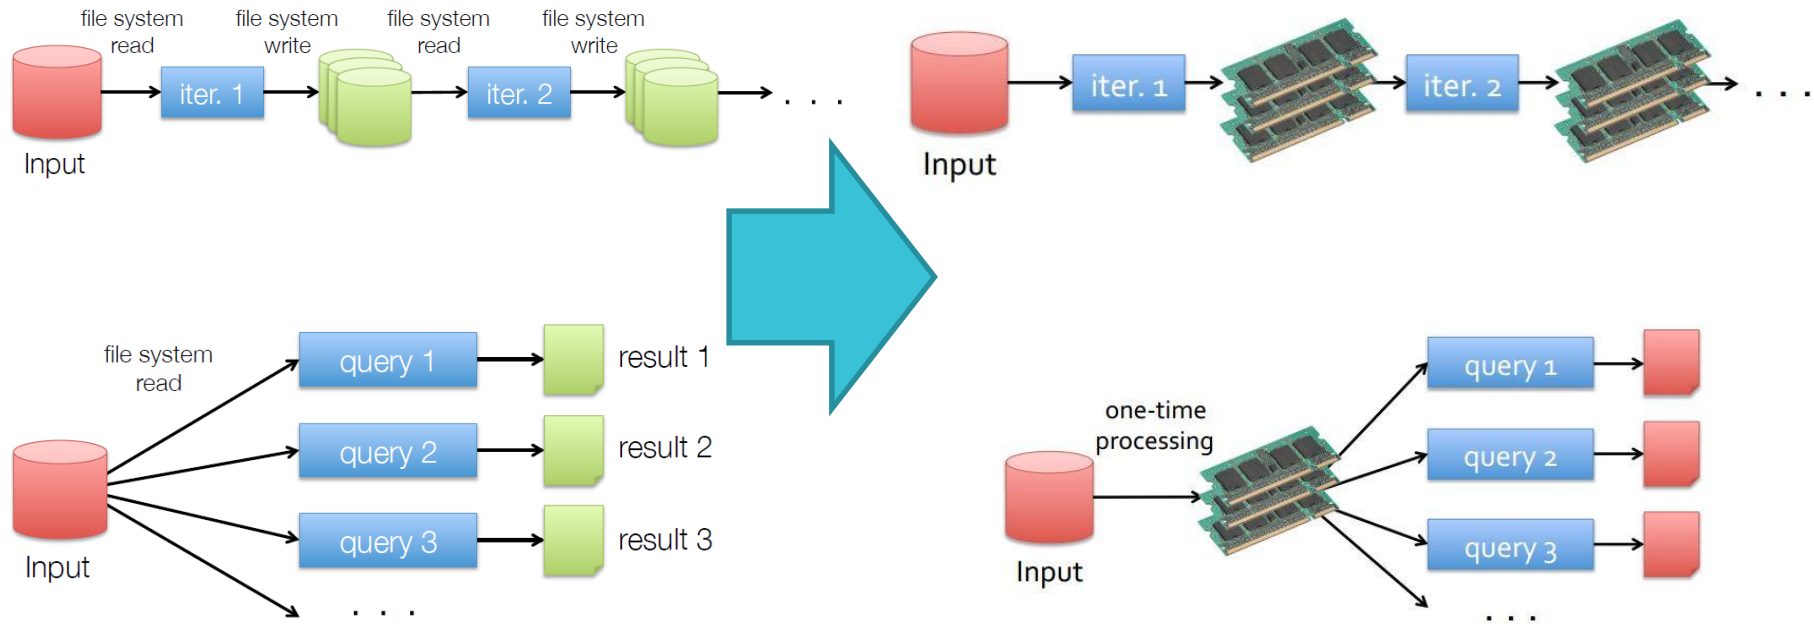 file system
read
file system
write
file system
read
file system
write
iter. 1
iter. 2
. . .
Input
iter. 1
iter. 2
. . .
Input
file system
read
query 1
result 1
query 2
result 2
query 3
result 3
Input
. . .
one-time
processing
query 1
query 2
query 3
Input
. . .